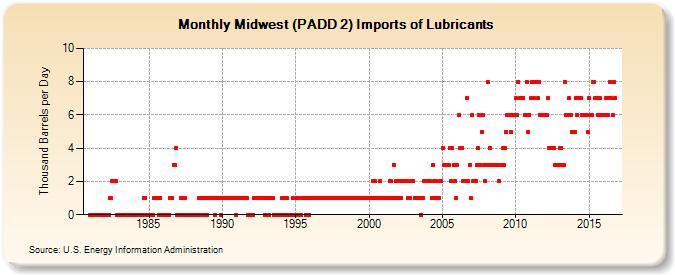 Monthly Midwest (PADD 2) Imports of Lubricants
Thousand Barrels per Day
10
8
6
4
2
0
1985 1990 1995 2000 2005 2010 2015
Source: U.S. Energy Information Administration